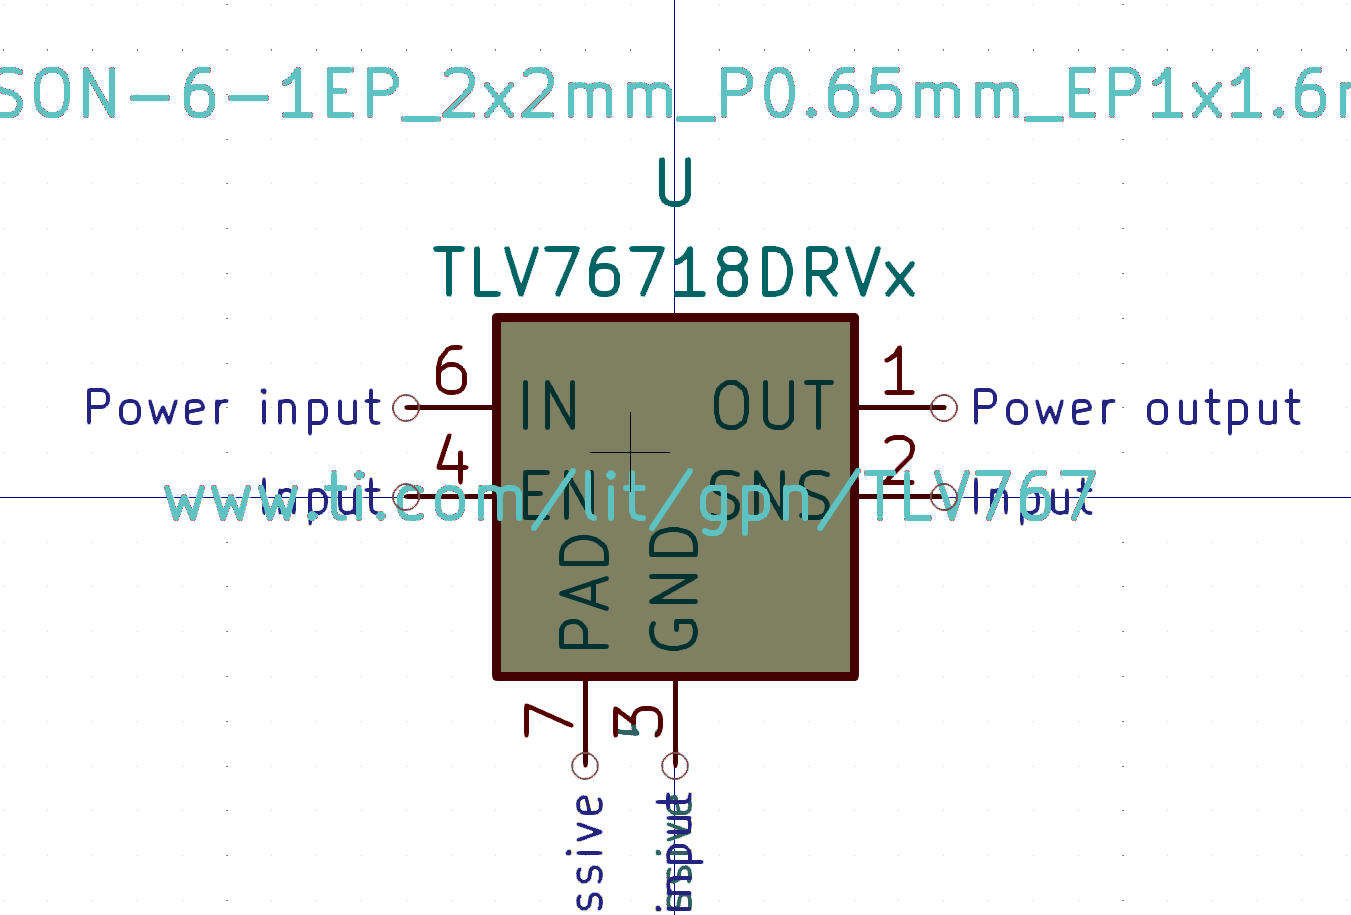 SON-6-1EP_2x2mm_P0.65mm_EP1x1.6
U
TLV76718DRVx
6
1
Power input
IN
OUT
Power output
4
2
Input
EN
SNS
Input
www.ti.com/lit/gpn/TLV767
PAD
GND
7
3
ssive
input